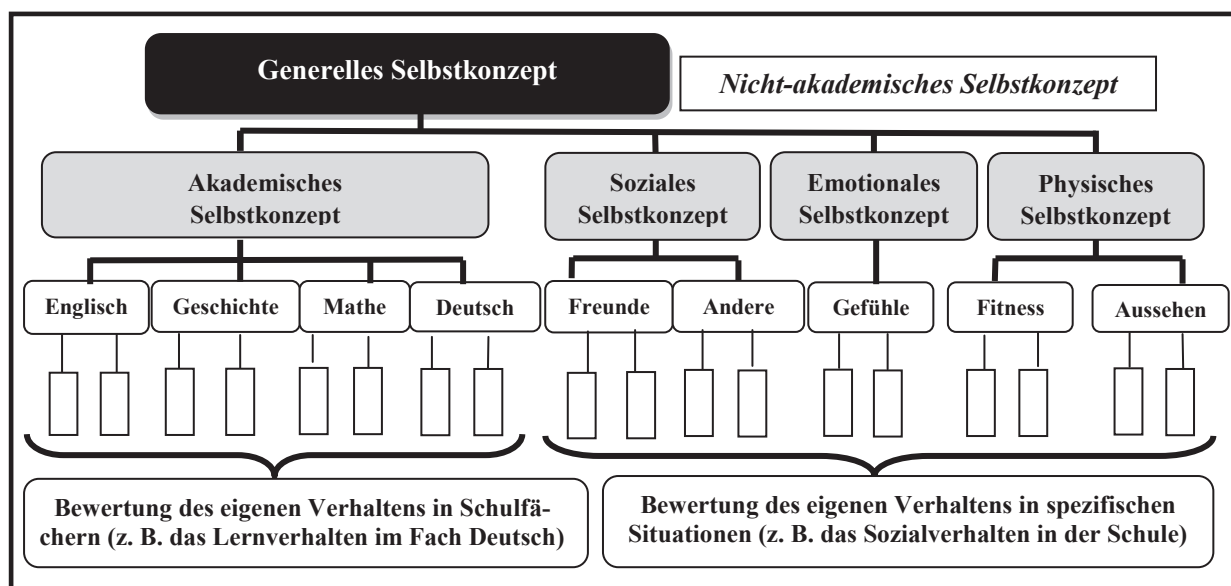 Generelles Selbstkonzept
Nicht-akademisches Selbstkonzept
Akademisches
Selbstkonzept
Soziales
Selbstkonzept
Emotionales
Selbstkonzept
Physisches
Selbstkonzept
Englisch
Geschichte
Mathe
Deutsch
Freunde
Andere
Gefühle
Fitness
Aussehen
Bewertung des eigenen Verhaltens in Schulfä-
chern (z. B. das Lernverhalten im Fach Deutsch)
Bewertung des eigenen Verhaltens in spezifischen
Situationen (z. B. das Sozialverhalten in der Schule)